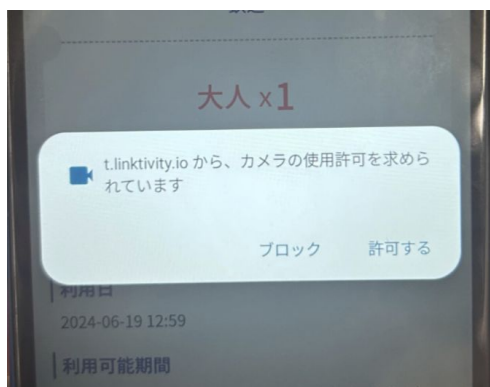 大人 x1
t.linktivity.io から、カメラの使用許可を求めら
れています
ブロック 許可する
利用日
2024-06-19 12:59
利用可能期間